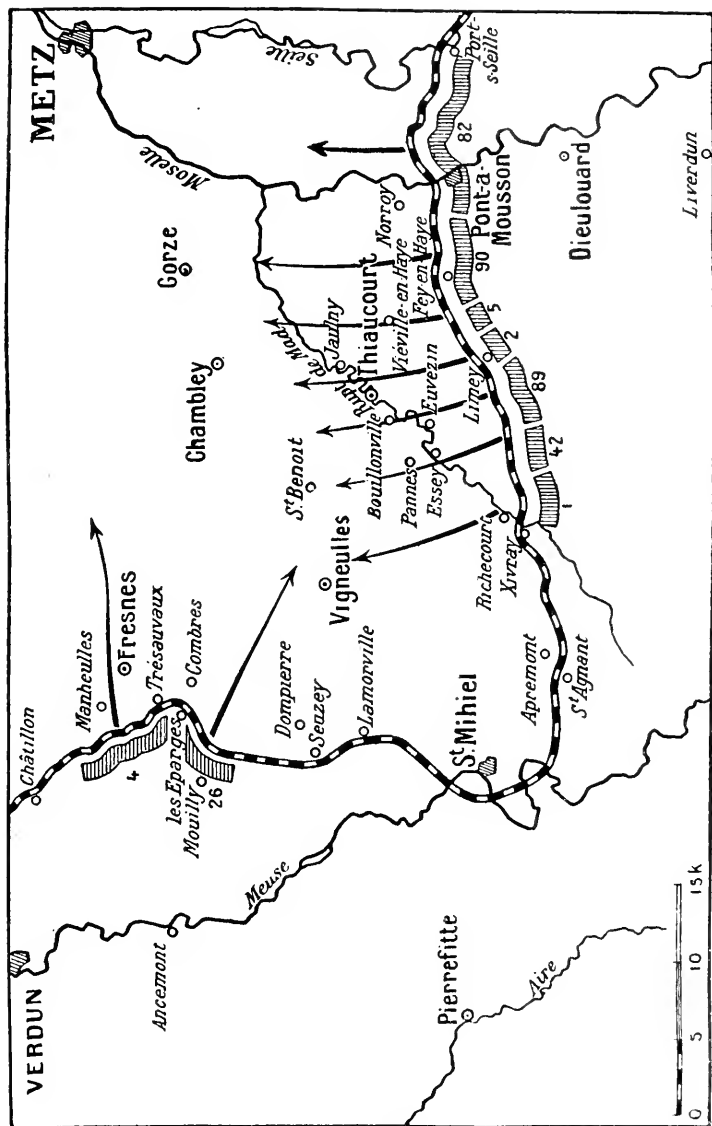 VERDUN
METZ
Châtillon
Manheulles
Fresnes
Trésauvaux
Combres
les Eparges
Mouilly
4
26
Ancemont
Meuse
Moselle
Seille
Gorze
Chambley
Dompierre
Seuzey
Lamorville
St Benoit
Vigneulles
Rupt de Mad
Jaulny
Thiaucourt
Bouillonville
Viéville-en-Haye
Norroy
Pannes
Euvezin
Essey
Fey-en-Haye
Limey
Richecourt
Xivray
St Mihiel
Apremont
St Agnant
Pont-à-
Mousson
Port-
s-Seille
1
42
89
2
5
90
82
Pierrefitte
Aire
Dieulouard
Liverdun
0 5 10 15k